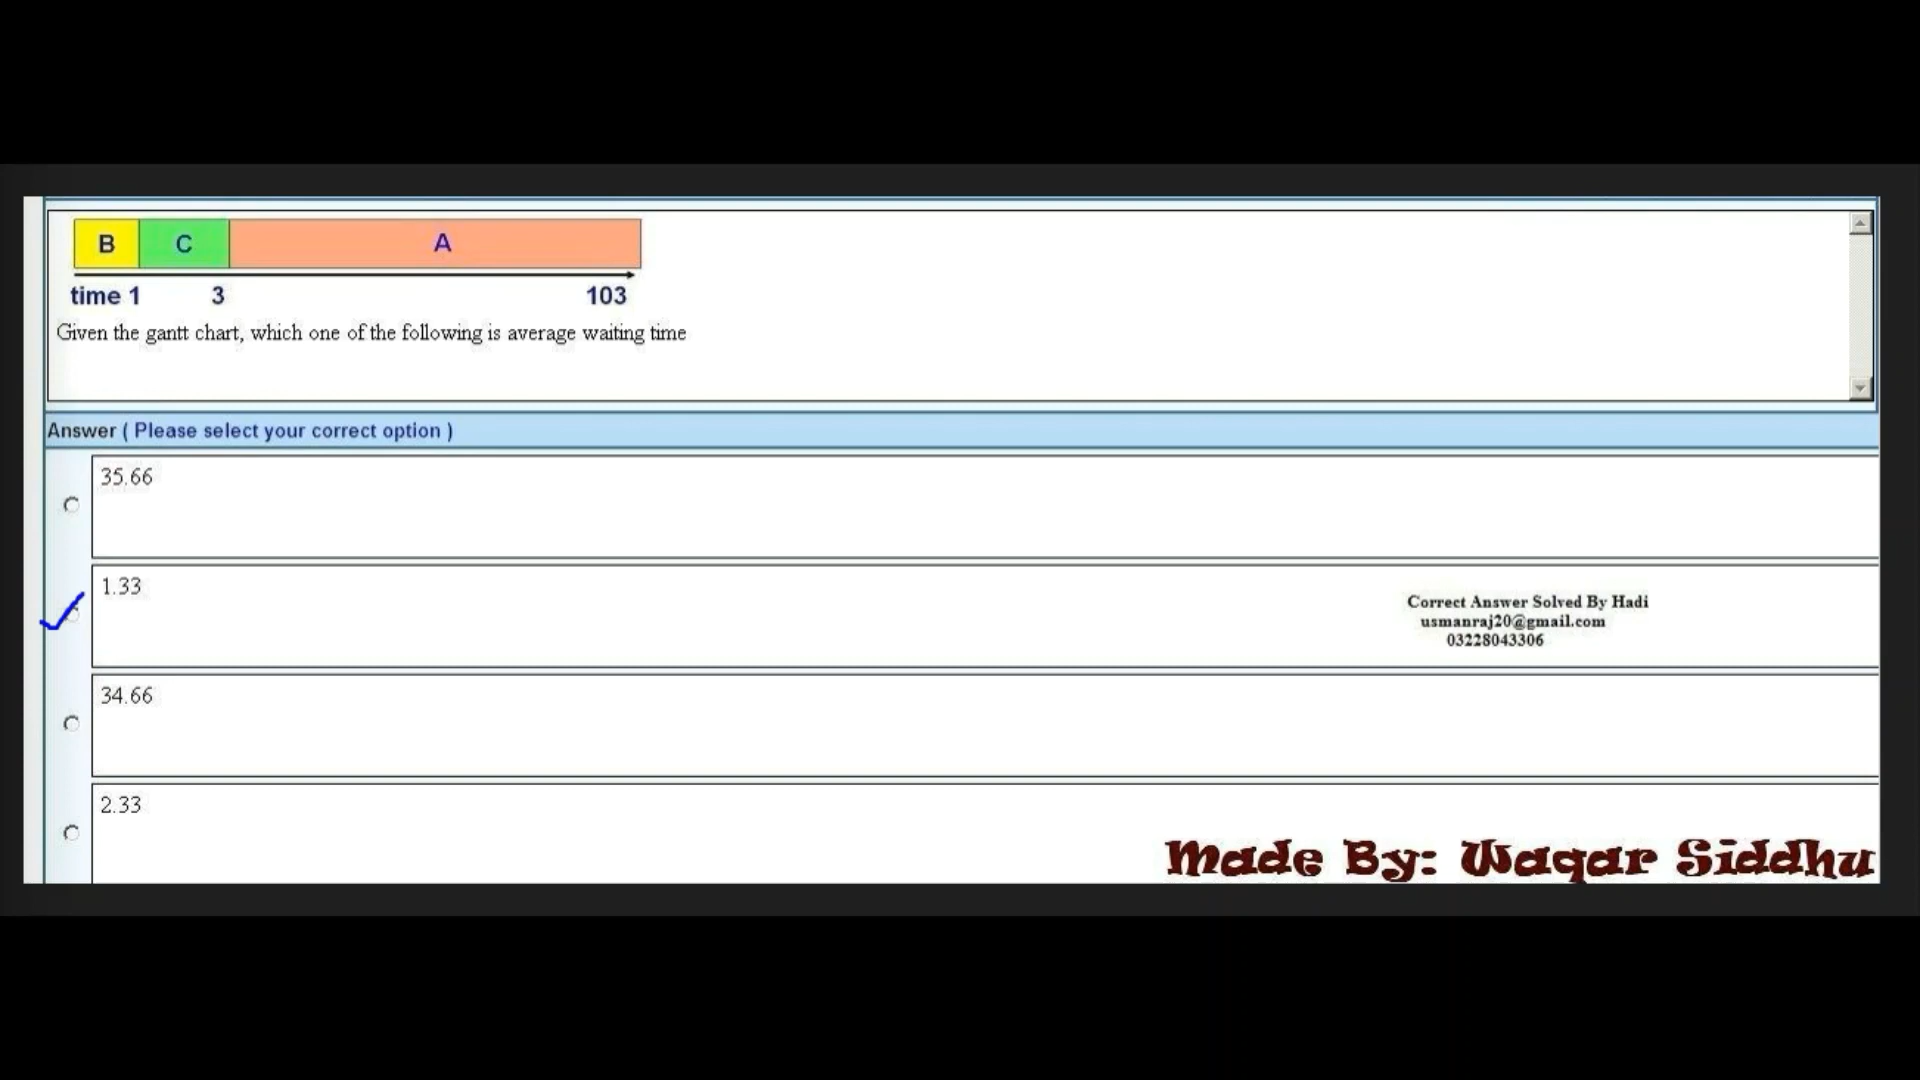 B C A
time 1 3 103
Given the gantt chart, which one of the following is average waiting time
Answer ( Please select your correct option )
35.66
1.33
Correct Answer Solved By Hadi
usmanraj20@gmail.com
03228043306
34.66
2.33
Made By: Waqar Siddhu